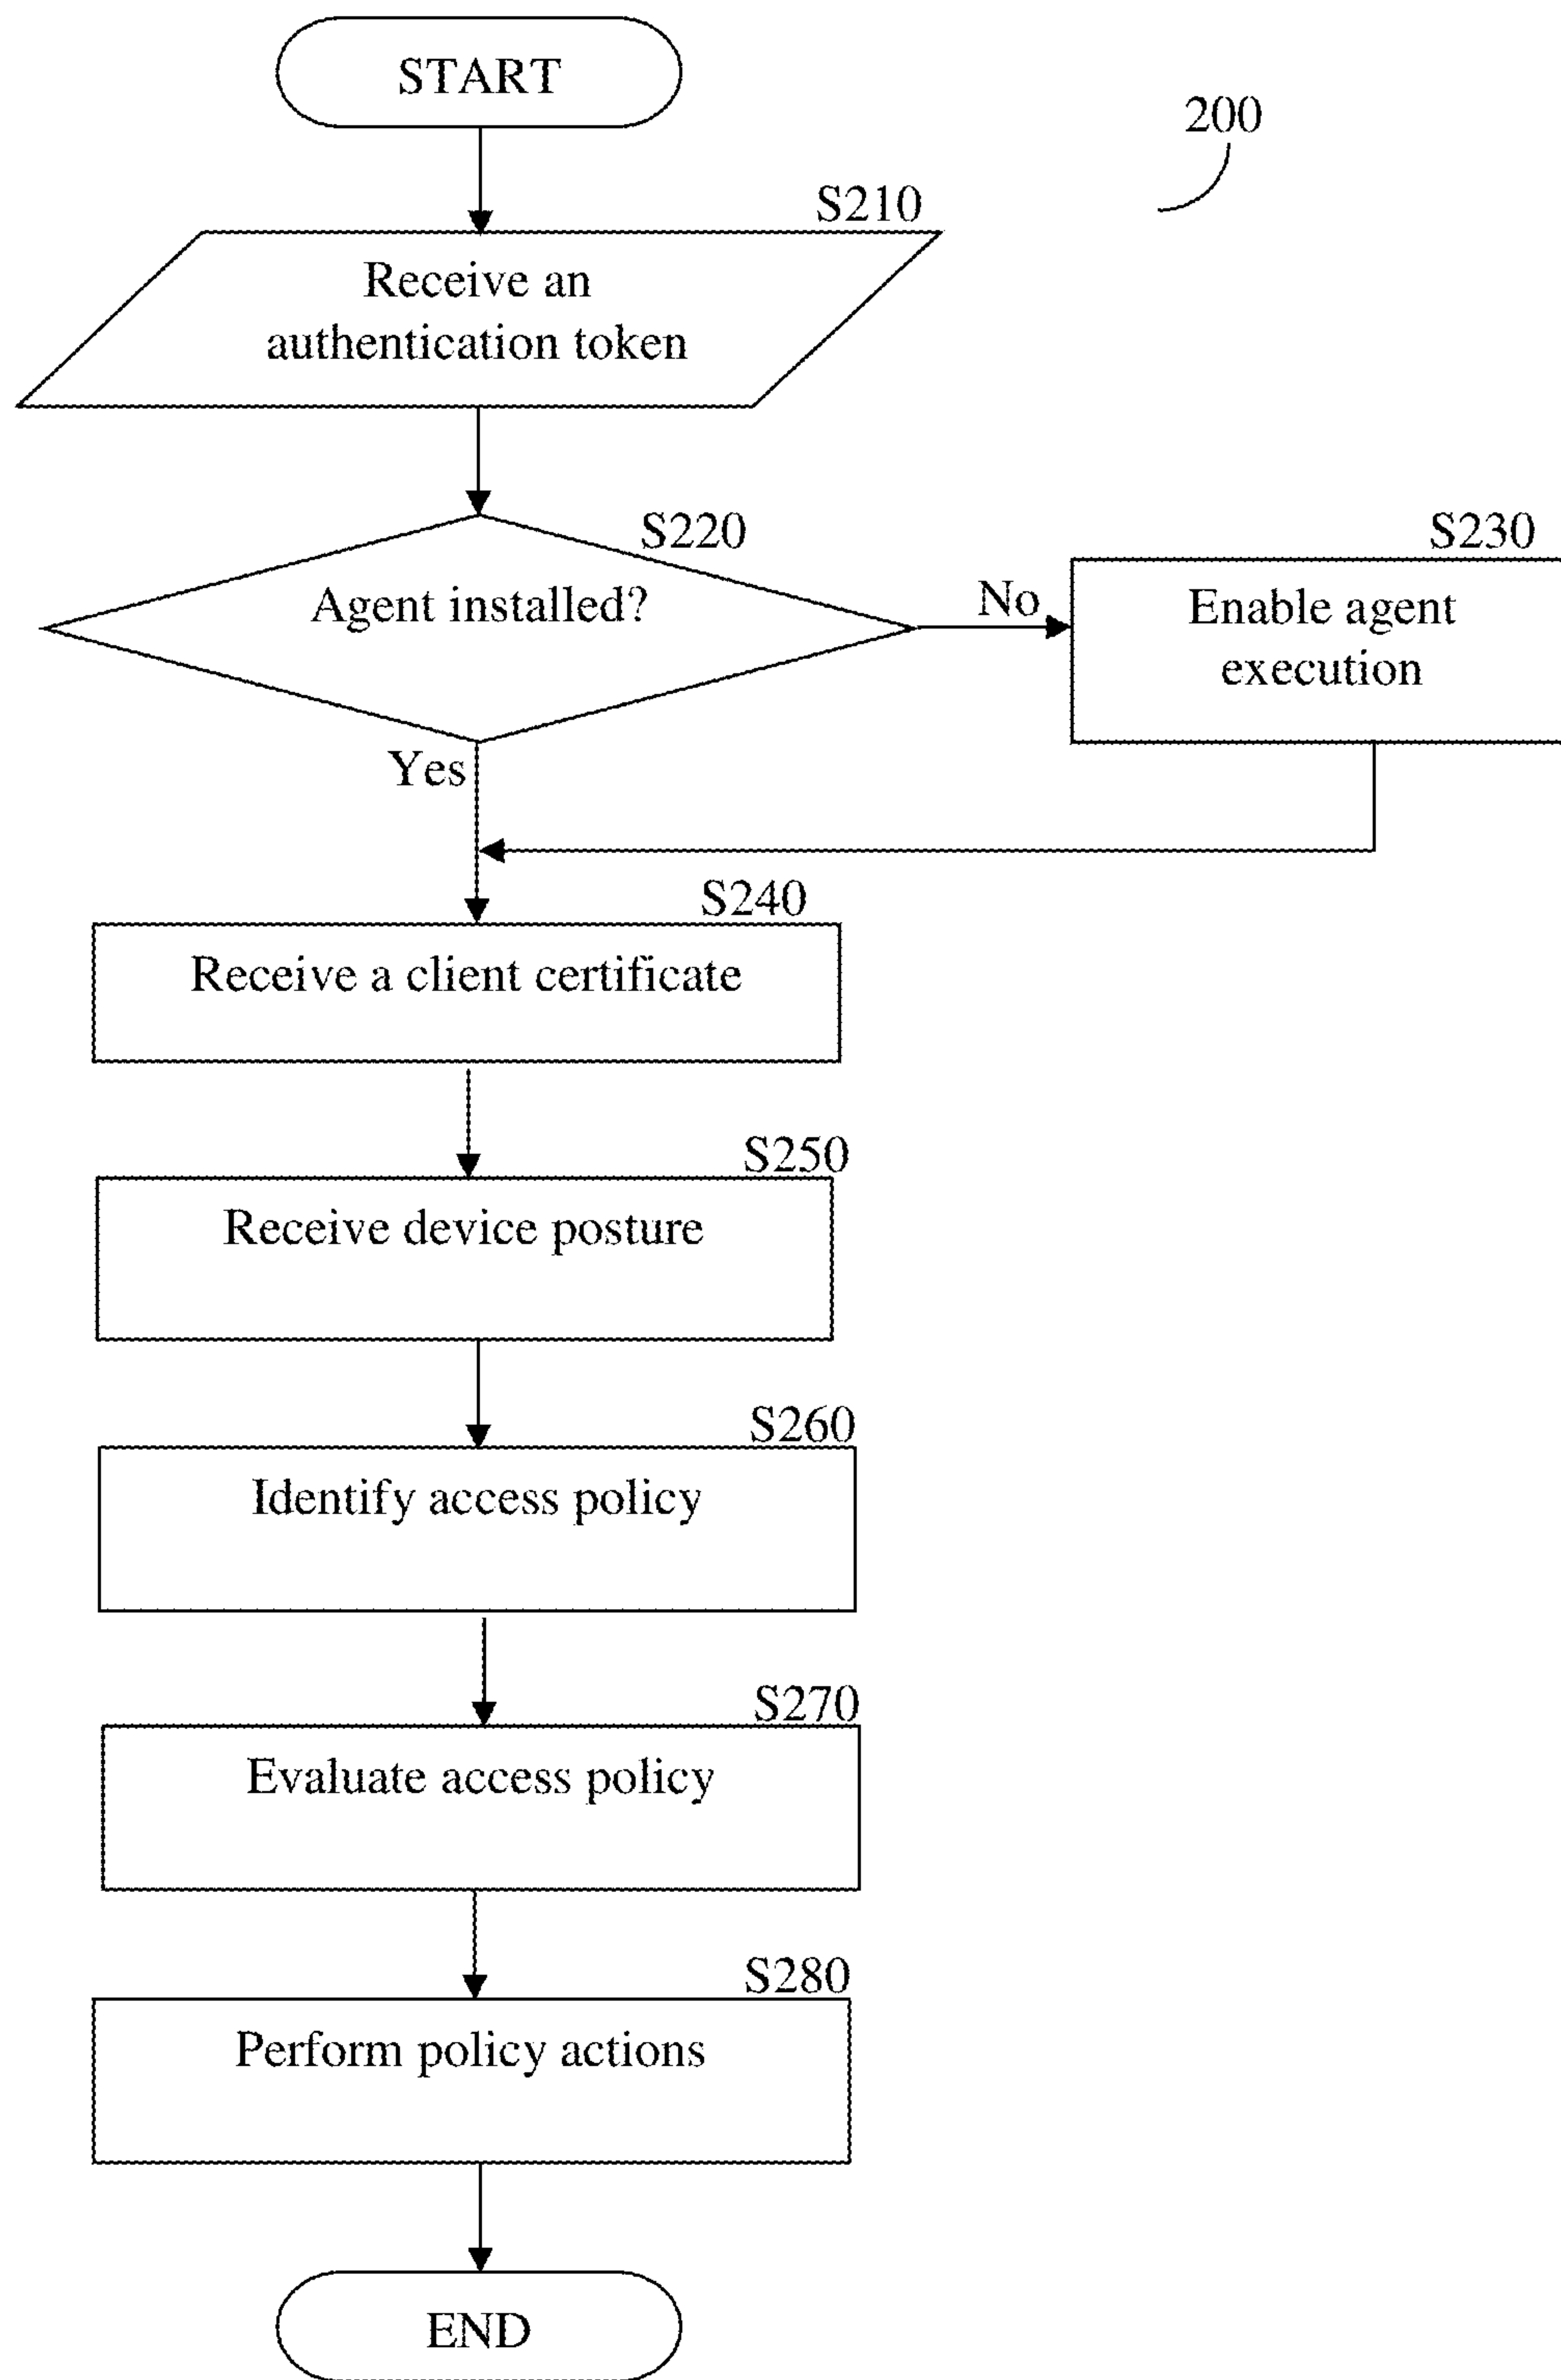 START
200
S210
Receive an
authentication token
S220
Agent installed?
No
S230
Enable agent
execution
Yes
S240
Receive a client certificate
S250
Receive device posture
S260
Identify access policy
S270
Evaluate access policy
S280
Perform policy actions
END